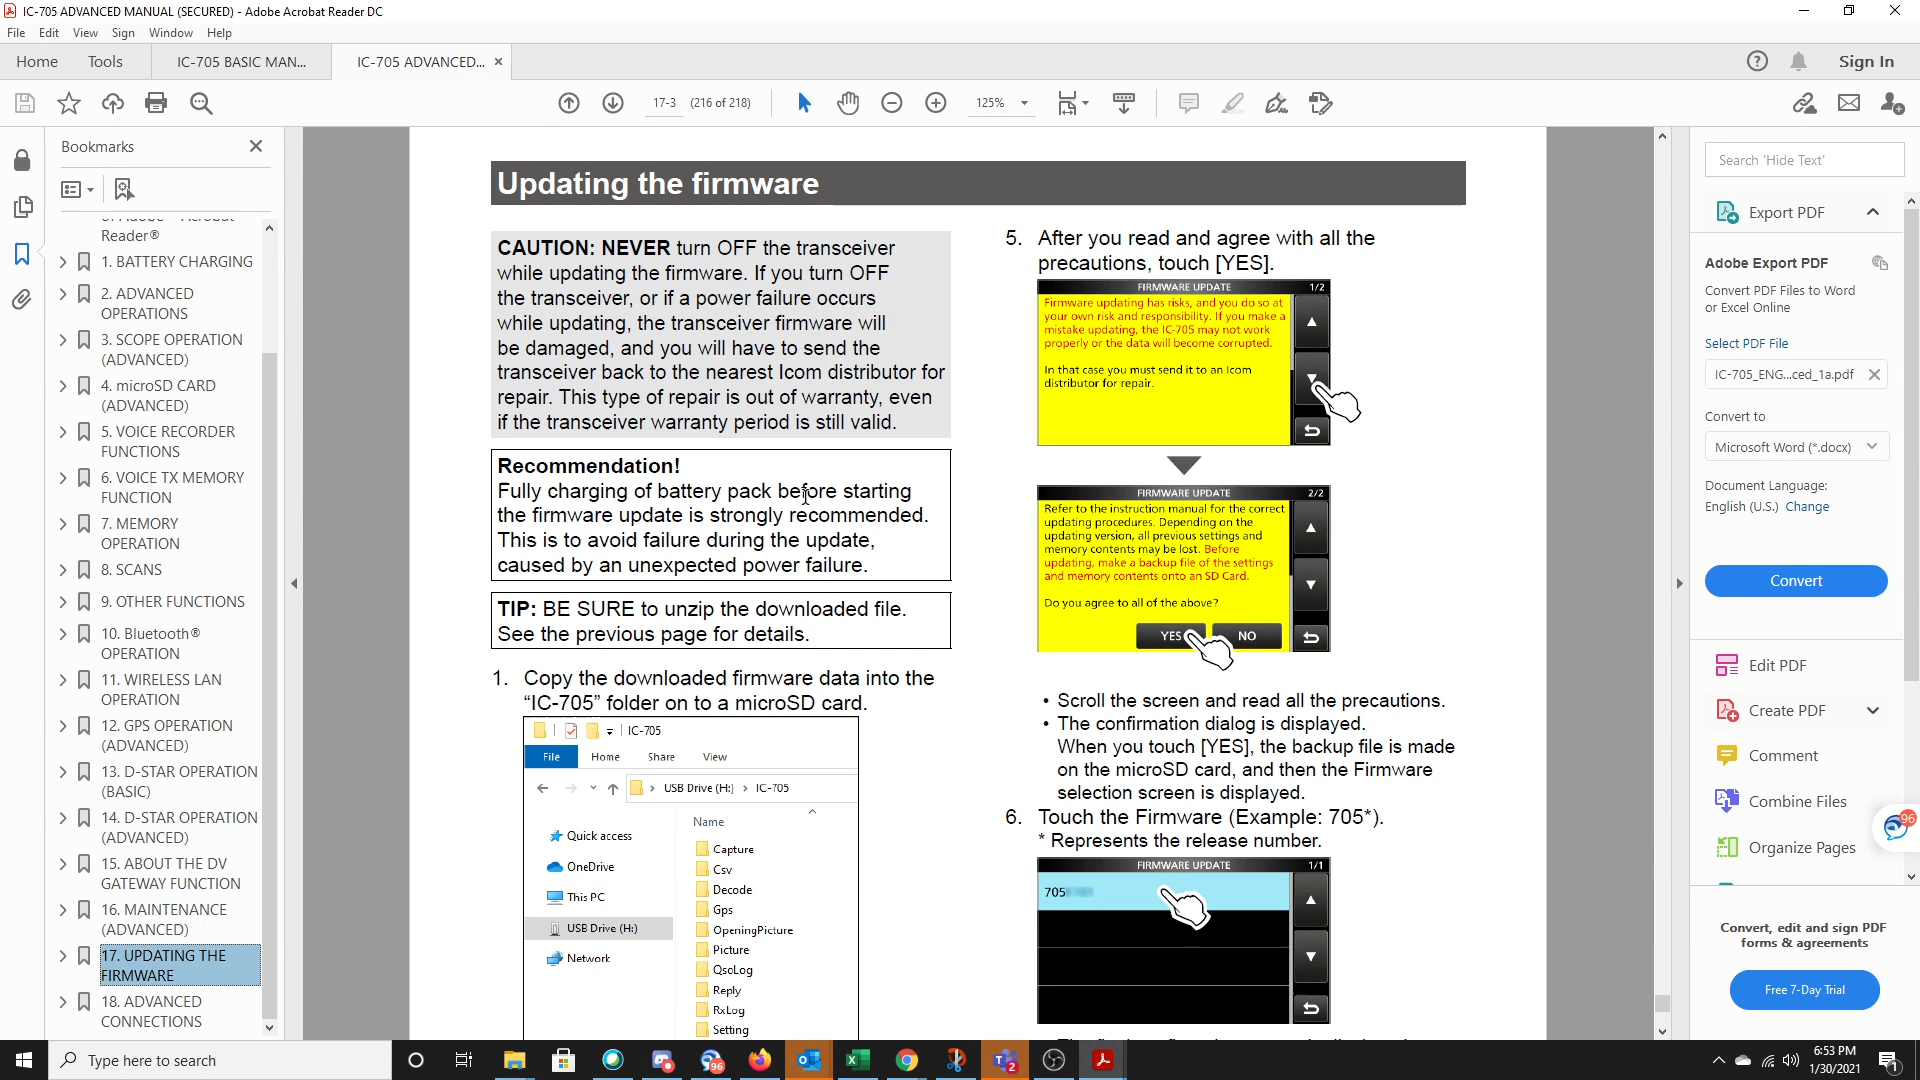 IC-705 ADVANCED MANUAL (SECURED) - Adobe Acrobat Reader DC
File Edit View Sign Window Help
Home Tools IC-705 BASIC MAN... IC-705 ADVANCED... Sign In
17-3 (216 of 218) 125%
Bookmarks
Reader®
1. BATTERY CHARGING
2. ADVANCED
OPERATIONS
3. SCOPE OPERATION
(ADVANCED)
4. microSD CARD
(ADVANCED)
5. VOICE RECORDER
FUNCTIONS
6. VOICE TX MEMORY
FUNCTION
7. MEMORY
OPERATION
8. SCANS
9. OTHER FUNCTIONS
10. Bluetooth®
OPERATION
11. WIRELESS LAN
OPERATION
12. GPS OPERATION
(ADVANCED)
13. D-STAR OPERATION
(BASIC)
14. D-STAR OPERATION
(ADVANCED)
15. ABOUT THE DV
GATEWAY FUNCTION
16. MAINTENANCE
(ADVANCED)
17. UPDATING THE
FIRMWARE
18. ADVANCED
CONNECTIONS
Updating the firmware
CAUTION: NEVER turn OFF the transceiver
while updating the firmware. If you turn OFF
the transceiver, or if a power failure occurs
while updating, the transceiver firmware will
be damaged, and you will have to send the
transceiver back to the nearest Icom distributor for
repair. This type of repair is out of warranty, even
if the transceiver warranty period is still valid.
Recommendation!
Fully charging of battery pack before starting
the firmware update is strongly recommended.
This is to avoid failure during the update,
caused by an unexpected power failure.
TIP: BE SURE to unzip the downloaded file.
See the previous page for details.
1. Copy the downloaded firmware data into the
“IC-705” folder on to a microSD card.
IC-705
File Home Share View
USB Drive (H:) IC-705
Name
Quick access
OneDrive
This PC
USB Drive (H:)
Network
Capture
Csv
Decode
Gps
OpeningPicture
Picture
QsoLog
Reply
RxLog
Setting
5. After you read and agree with all the
precautions, touch [YES].
FIRMWARE UPDATE 1/2
Firmware updating has risks, and you do so at
your own risk and responsibility. If you make a
mistake updating, the IC-705 may not work
properly or the data will become corrupted.
In that case you must send it to an Icom
distributor for repair.
FIRMWARE UPDATE 2/2
Refer to the instruction manual for the correct
updating procedures. Depending on the
updating version, all previous settings and
memory contents may be lost. Before
updating, make a backup file of the settings
and memory contents onto an SD Card.
Do you agree to all of the above?
YES NO
• Scroll the screen and read all the precautions.
• The confirmation dialog is displayed.
When you touch [YES], the backup file is made
on the microSD card, and then the Firmware
selection screen is displayed.
6. Touch the Firmware (Example: 705*).
* Represents the release number.
FIRMWARE UPDATE 1/1
705
Search 'Hide Text'
Export PDF
Adobe Export PDF
Convert PDF Files to Word
or Excel Online
Select PDF File
IC-705_ENG...ced_1a.pdf
Convert to
Microsoft Word (*.docx)
Document Language:
English (U.S.) Change
Convert
Edit PDF
Create PDF
Comment
Combine Files
96
Organize Pages
Convert, edit and sign PDF
forms & agreements
Free 7-Day Trial
Type here to search
96
2
6:53 PM
1/30/2021
1